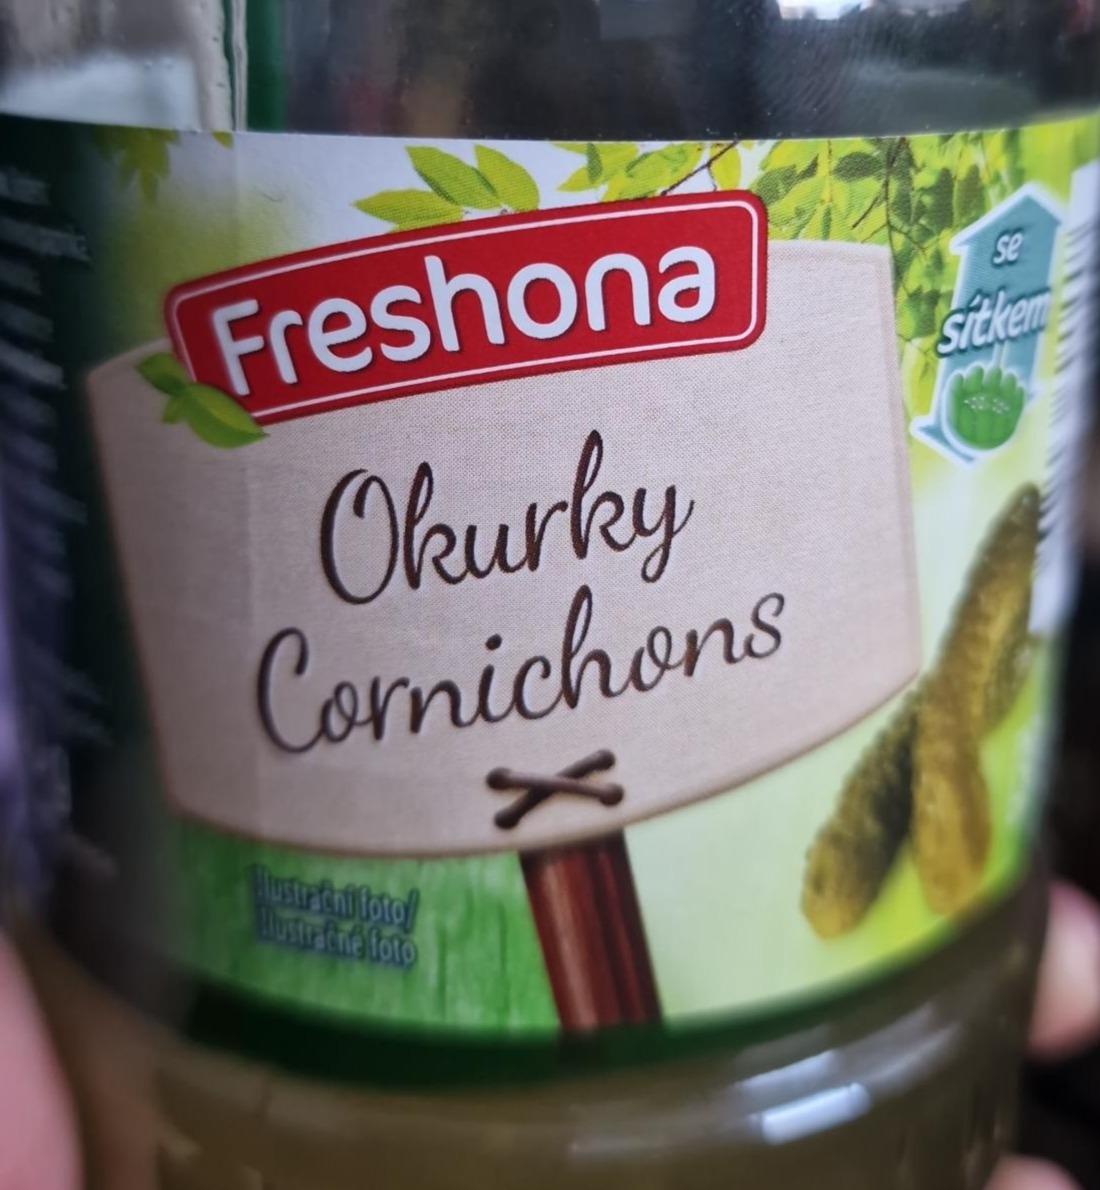 Freshona
se
sítkem
Okurky
Cornichons
Ilustrační foto/
Ilustračné foto